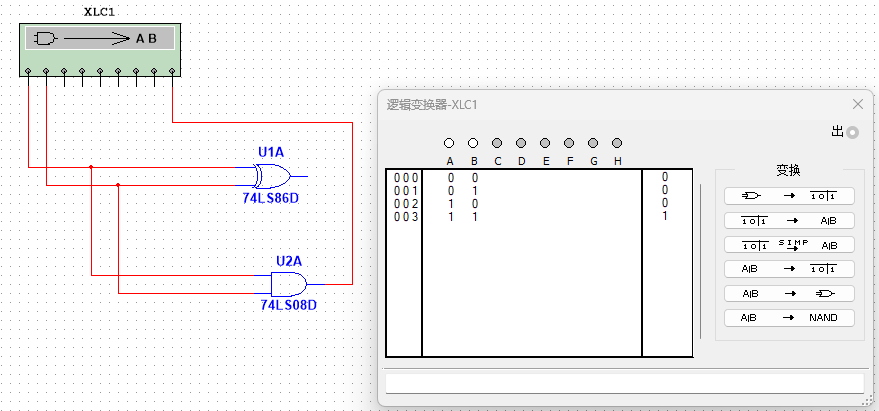 XLC1
A B
U1A
74LS86D
U2A
74LS08D
逻辑变换器-XLC1
出
A B C D E F G H
000 0 0 0
001 0 1 0
002 1 0 0
003 1 1 1
变换
→ 1 0 1
1 0 1 → A|B
1 0 1 SIMP → A|B
A|B → 1 0 1
A|B →
A|B → NAND